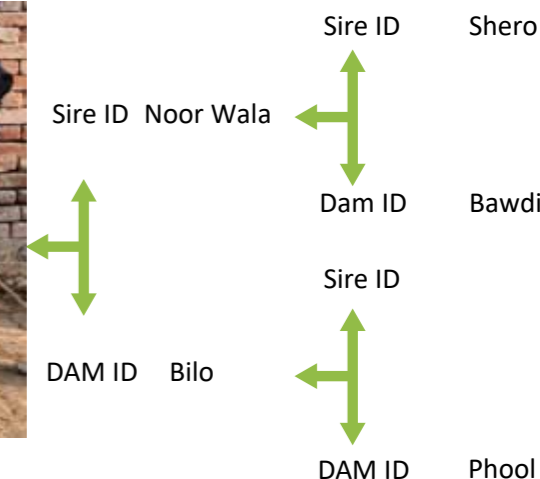 Sire ID Shero
Sire ID Noor Wala
Dam ID Bawdi
Sire ID
DAM ID Bilo
DAM ID Phool